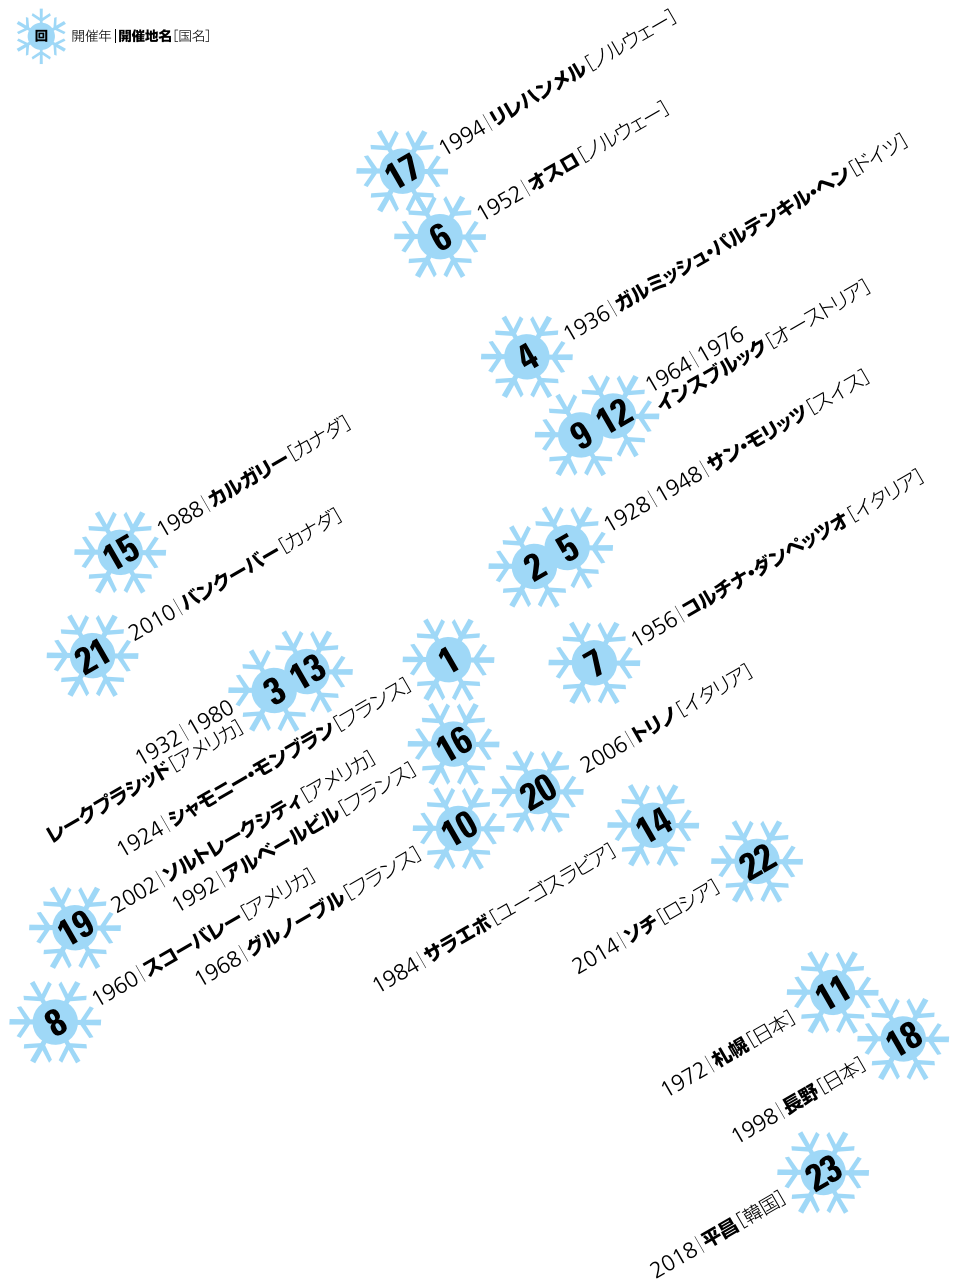 回 開催年|開催地名[国名]
17 1994|リレハンメル[ノルウェー]
6 1952|オスロ[ノルウェー]
4 1936|ガルミッシュ・パルテンキルヘン[ドイツ]
9 12 1964|1976
インスブルック[オーストリア]
2 5 1928|1948|サン・モリッツ[スイス]
15 1988|カルガリー[カナダ]
7 1956|コルチナ・ダンペッツオ[イタリア]
21 2010|バンクーバー[カナダ]
3 13 1932|1980
レークプラシッド[アメリカ]
1 1924|シャモニー・モンブラン[フランス]
16 1992|アルベールビル[フランス]
20 2006|トリノ[イタリア]
10 1968|グルノーブル[フランス]
14 1984|サラエボ[ユーゴスラビア]
22 2014|ソチ[ロシア]
19 2002|ソルトレークシティ[アメリカ]
8 1960|スコーバレー[アメリカ]
11 1972|札幌[日本]
18 1998|長野[日本]
23 2018|平昌[韓国]